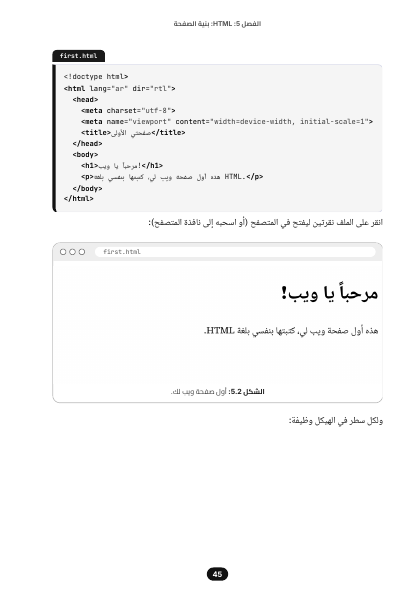 الفصل 5: HTML: بنية الصفحة
first.html
<!doctype html>
<html lang="ar" dir="rtl">
<head>
<meta charset="utf-8">
<meta name="viewport" content="width=device-width, initial-scale=1">
<title>صفحتي الأولى</title>
</head>
<body>
<h1>مرحباً يا ويب!</h1>
<p>هذه أول صفحة ويب لي، كتبتها بنفسي بلغة HTML.</p>
</body>
</html>
انقر على الملف نقرتين ليفتح في المتصفح (أو اسحبه إلى نافذة المتصفح):
first.html
مرحباً يا ويب!
هذه أول صفحة ويب لي، كتبتها بنفسي بلغة HTML.
الشكل 5.2: أول صفحة ويب لك.
ولكل سطر في الهيكل وظيفة:
45